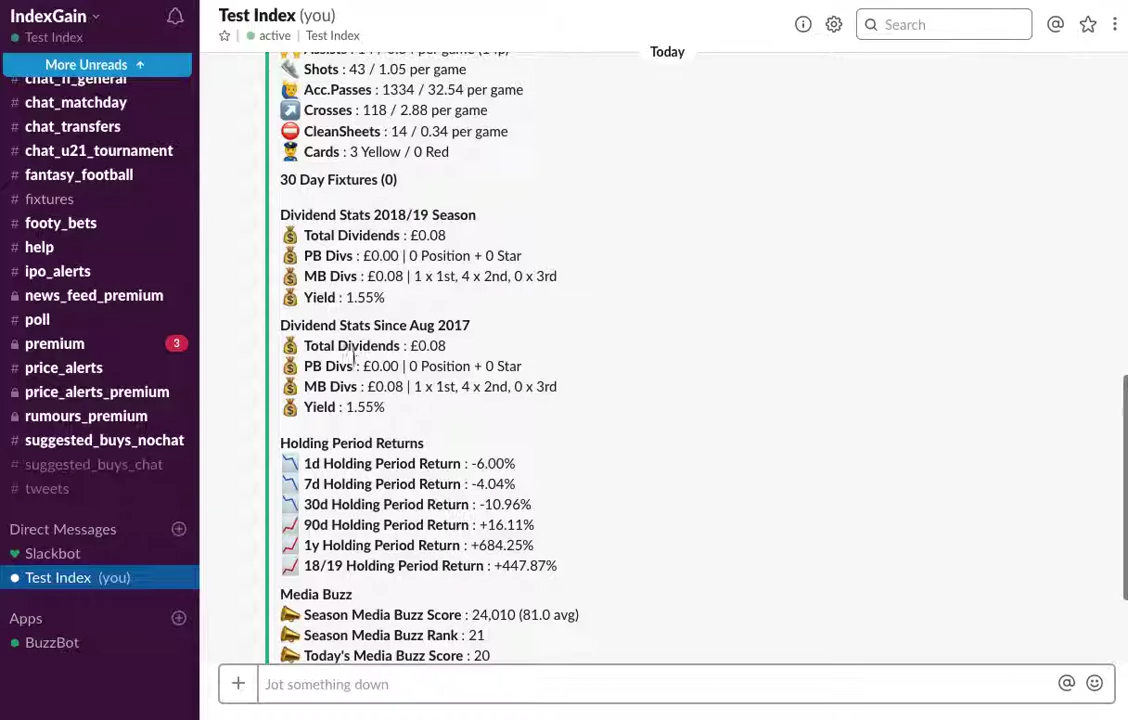 IndexGain
Test Index
More Unreads ↑
# chat_matchday
# chat_transfers
# chat_u21_tournament
# fantasy_football
# fixtures
# footy_bets
# help
# ipo_alerts
news_feed_premium
# poll
premium 3
# price_alerts
price_alerts_premium
rumours_premium
# suggested_buys_nochat
# suggested_buys_chat
# tweets
Direct Messages
Slackbot
Test Index (you)
Apps
BuzzBot
Test Index (you)
active | Test Index
Search
Today
Shots : 43 / 1.05 per game
Acc.Passes : 1334 / 32.54 per game
Crosses : 118 / 2.88 per game
CleanSheets : 14 / 0.34 per game
Cards : 3 Yellow / 0 Red
30 Day Fixtures (0)
Dividend Stats 2018/19 Season
Total Dividends : £0.08
PB Divs : £0.00 | 0 Position + 0 Star
MB Divs : £0.08 | 1 x 1st, 4 x 2nd, 0 x 3rd
Yield : 1.55%
Dividend Stats Since Aug 2017
Total Dividends : £0.08
PB Divs : £0.00 | 0 Position + 0 Star
MB Divs : £0.08 | 1 x 1st, 4 x 2nd, 0 x 3rd
Yield : 1.55%
Holding Period Returns
1d Holding Period Return : -6.00%
7d Holding Period Return : -4.04%
30d Holding Period Return : -10.96%
90d Holding Period Return : +16.11%
1y Holding Period Return : +684.25%
18/19 Holding Period Return : +447.87%
Media Buzz
Season Media Buzz Score : 24,010 (81.0 avg)
Season Media Buzz Rank : 21
Today's Media Buzz Score : 20
Jot something down